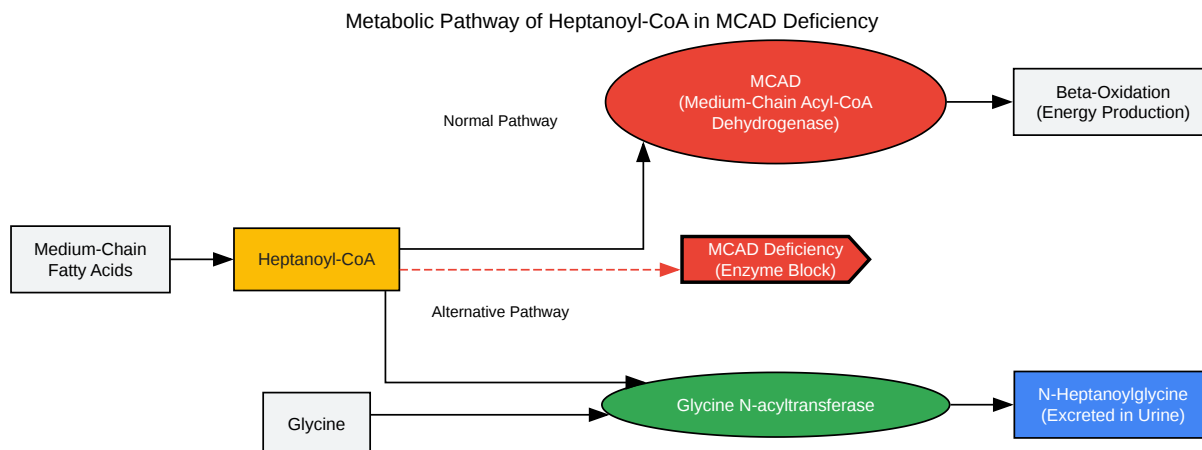 Metabolic Pathway of Heptanoyl-CoA in MCAD Deficiency
MCAD
(Medium-Chain Acyl-CoA
Dehydrogenase)
Beta-Oxidation
(Energy Production)
Normal Pathway
Medium-Chain
Fatty Acids
Heptanoyl-CoA
MCAD Deficiency
(Enzyme Block)
Alternative Pathway
Glycine
Glycine N-acyltransferase
N-Heptanoylglycine
(Excreted in Urine)